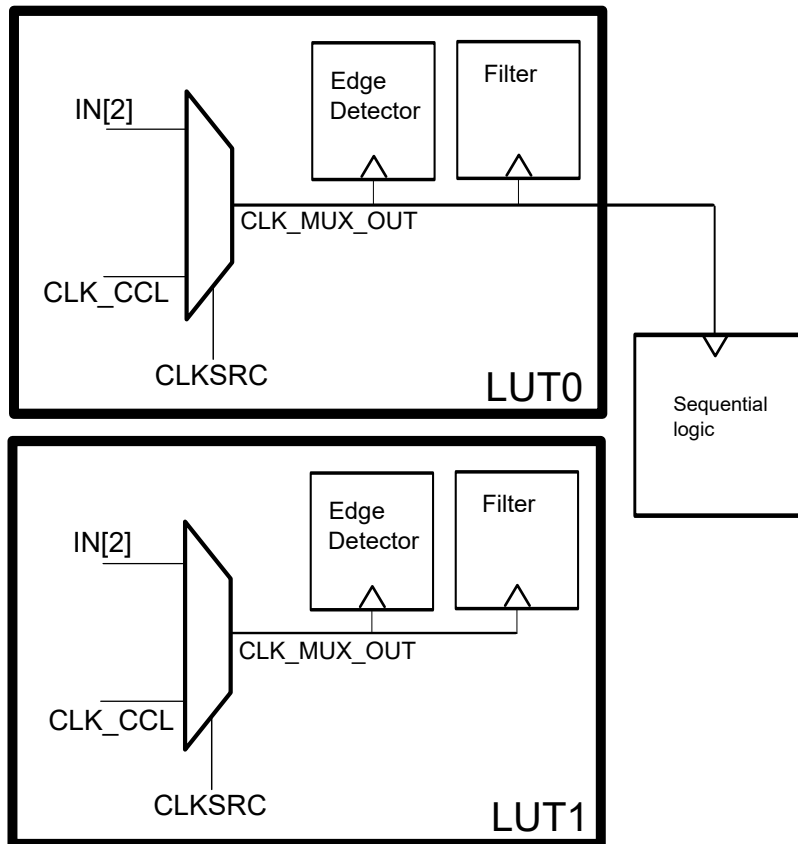 Edge
Detector
Filter
IN[2]
CLK_MUX_OUT
CLK_CCL
CLKSRC
LUT0
Sequential
logic
Edge
Detector
Filter
IN[2]
CLK_MUX_OUT
CLK_CCL
CLKSRC
LUT1